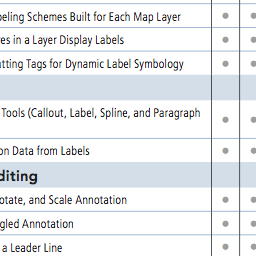 beling Schemes Built for Each Map Layer
es in a Layer Display Labels
atting Tags for Dynamic Label Symbology
Tools (Callout, Label, Spline, and Paragraph
on Data from Labels
diting
otate, and Scale Annotation
gled Annotation
a Leader Line